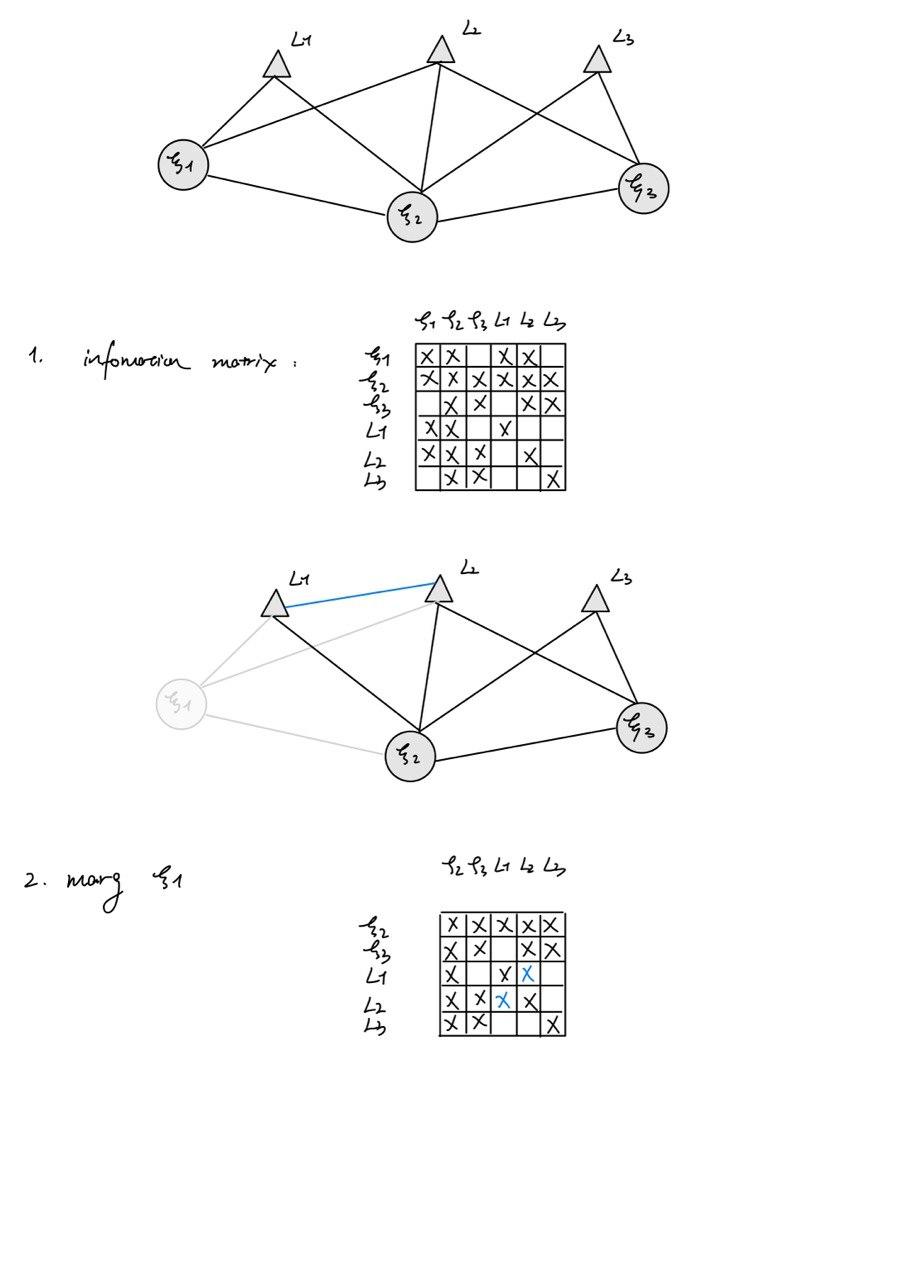 L1 L2 L3
ξ1 ξ2 ξ3
ξ1 ξ2 ξ3 L1 L2 L3
1. infomocion matrix :
ξ1 X X X X
ξ2 X X X X X X
ξ3 X X X X
L1 X X X
L2 X X X X
L3 X X X
L1 L2 L3
ξ1 ξ2 ξ3
2. marg ξ1
ξ2 ξ3 L1 L2 L3
ξ2 X X X X X
ξ3 X X X X
L1 X X X
L2 X X X X
L3 X X X